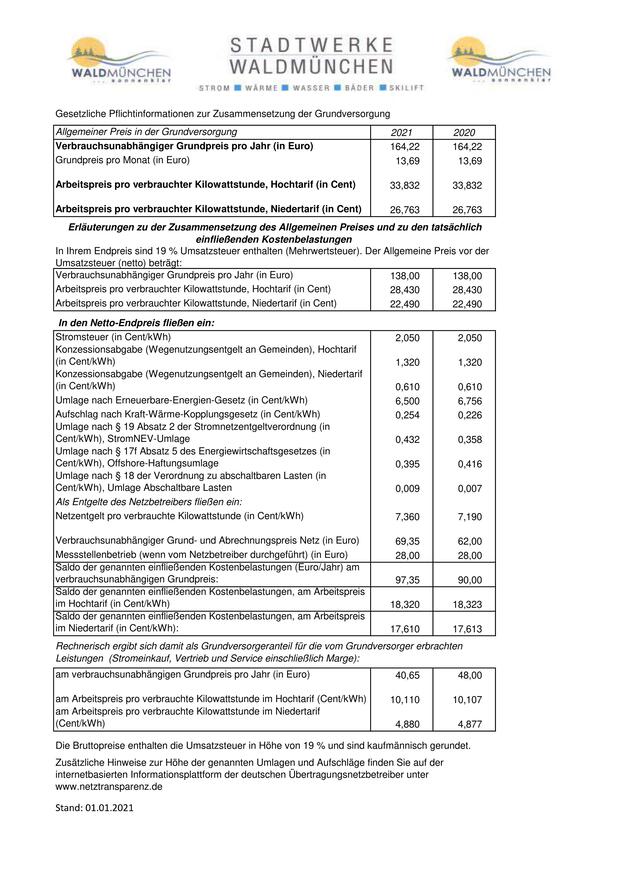 STADTWERKE
WALDMÜNCHEN
WALDMÜNCHEN
... sonnenklar
STROM WÄRME WASSER BÄDER SKILIFT
WALDMÜNCHEN
... sonnenklar
Gesetzliche Pflichtinformationen zur Zusammensetzung der Grundversorgung
Allgemeiner Preis in der Grundversorgung 2021 2020
Verbrauchsunabhängiger Grundpreis pro Jahr (in Euro) 164,22 164,22
Grundpreis pro Monat (in Euro) 13,69 13,69
Arbeitspreis pro verbrauchter Kilowattstunde, Hochtarif (in Cent) 33,832 33,832
Arbeitspreis pro verbrauchter Kilowattstunde, Niedertarif (in Cent) 26,763 26,763
Erläuterungen zu der Zusammensetzung des Allgemeinen Preises und zu den tatsächlich
einfließenden Kostenbelastungen
In Ihrem Endpreis sind 19 % Umsatzsteuer enthalten (Mehrwertsteuer). Der Allgemeine Preis vor der
Umsatzsteuer (netto) beträgt:
Verbrauchsunabhängiger Grundpreis pro Jahr (in Euro) 138,00 138,00
Arbeitspreis pro verbrauchter Kilowattstunde, Hochtarif (in Cent) 28,430 28,430
Arbeitspreis pro verbrauchter Kilowattstunde, Niedertarif (in Cent) 22,490 22,490
In den Netto-Endpreis fließen ein:
Stromsteuer (in Cent/kWh) 2,050 2,050
Konzessionsabgabe (Wegenutzungsentgelt an Gemeinden), Hochtarif
(in Cent/kWh) 1,320 1,320
Konzessionsabgabe (Wegenutzungsentgelt an Gemeinden), Niedertarif
(in Cent/kWh) 0,610 0,610
Umlage nach Erneuerbare-Energien-Gesetz (in Cent/kWh) 6,500 6,756
Aufschlag nach Kraft-Wärme-Kopplungsgesetz (in Cent/kWh) 0,254 0,226
Umlage nach § 19 Absatz 2 der Stromnetzentgeltverordnung (in
Cent/kWh), StromNEV-Umlage 0,432 0,358
Umlage nach § 17f Absatz 5 des Energiewirtschaftsgesetzes (in
Cent/kWh), Offshore-Haftungsumlage 0,395 0,416
Umlage nach § 18 der Verordnung zu abschaltbaren Lasten (in
Cent/kWh), Umlage Abschaltbare Lasten 0,009 0,007
Als Entgelte des Netzbetreibers fließen ein:
Netzentgelt pro verbrauchte Kilowattstunde (in Cent/kWh) 7,360 7,190
Verbrauchsunabhängiger Grund- und Abrechnungspreis Netz (in Euro) 69,35 62,00
Messstellenbetrieb (wenn vom Netzbetreiber durchgeführt) (in Euro) 28,00 28,00
Saldo der genannten einfließenden Kostenbelastungen (Euro/Jahr) am
verbrauchsunabhängigen Grundpreis: 97,35 90,00
Saldo der genannten einfließenden Kostenbelastungen, am Arbeitspreis
im Hochtarif (in Cent/kWh) 18,320 18,323
Saldo der genannten einfließenden Kostenbelastungen, am Arbeitspreis
im Niedertarif (in Cent/kWh): 17,610 17,613
Rechnerisch ergibt sich damit als Grundversorgeranteil für die vom Grundversorger erbrachten
Leistungen (Stromeinkauf, Vertrieb und Service einschließlich Marge):
am verbrauchsunabhängigen Grundpreis pro Jahr (in Euro) 40,65 48,00
am Arbeitspreis pro verbrauchte Kilowattstunde im Hochtarif (Cent/kWh) 10,110 10,107
am Arbeitspreis pro verbrauchte Kilowattstunde im Niedertarif
(Cent/kWh) 4,880 4,877
Die Bruttopreise enthalten die Umsatzsteuer in Höhe von 19 % und sind kaufmännisch gerundet.
Zusätzliche Hinweise zur Höhe der genannten Umlagen und Aufschläge finden Sie auf der
internetbasierten Informationsplattform der deutschen Übertragungsnetzbetreiber unter
www.netztransparenz.de
Stand: 01.01.2021